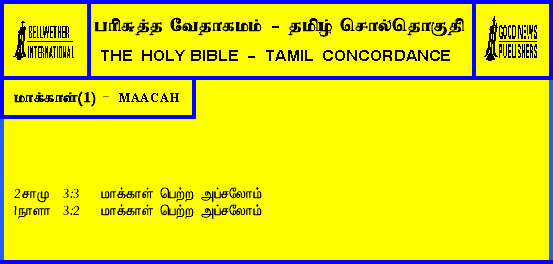 BELLWETHER
INTERNATIONAL
பரிசுத்த வேதாகமம் - தமிழ் சொல்தொகுதி
THE HOLY BIBLE - TAMIL CONCORDANCE
GOOD NEWS
PUBLISHERS
மாக்காள்(1) - MAACAH
2சாமு 3:3 மாக்காள் பெற்ற அப்சலோம்
1நாளா 3:2 மாக்காள் பெற்ற அப்சலோம்